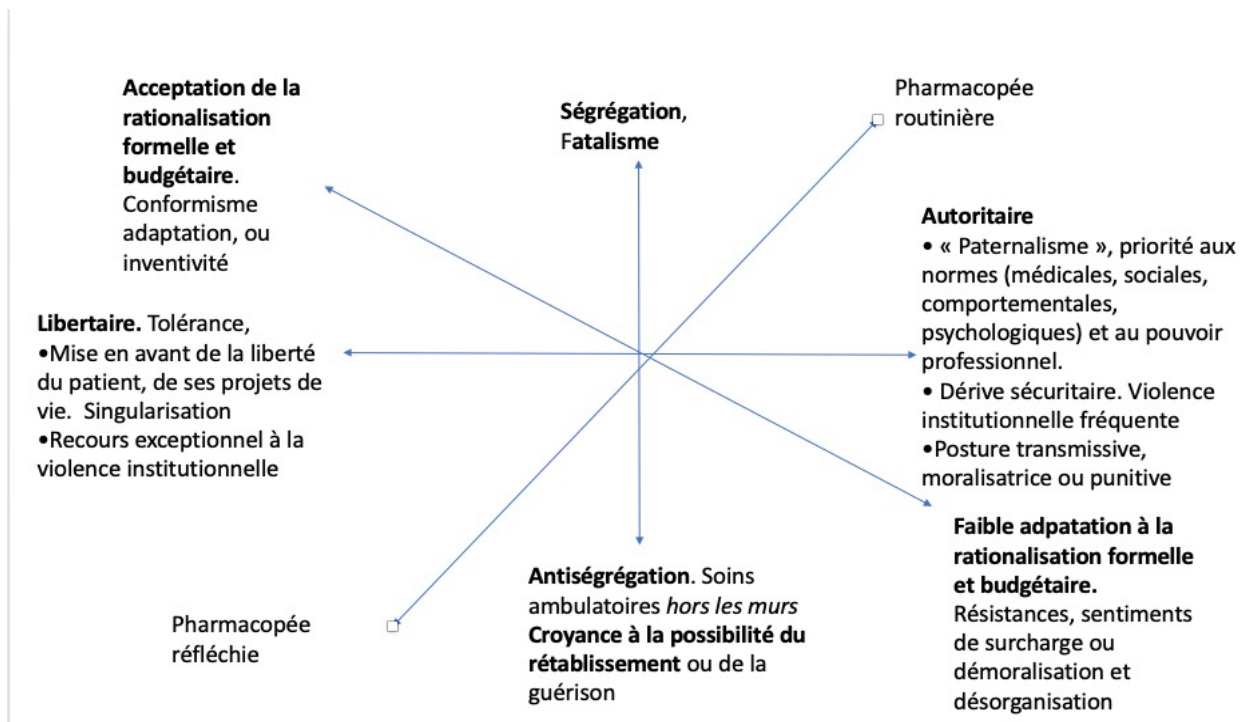 Acceptation de la
rationalisation
formelle et
budgétaire.
Conformisme
adaptation, ou
inventivité
Ségrégation,
Fatalisme
Pharmacopée
routinière
Autoritaire
• « Paternalisme », priorité aux
normes (médicales, sociales,
comportementales,
psychologiques) et au pouvoir
professionnel.
• Dérive sécuritaire. Violence
institutionnelle fréquente
•Posture transmissive,
moralisatrice ou punitive
Libertaire. Tolérance,
•Mise en avant de la liberté
du patient, de ses projets de
vie. Singularisation
•Recours exceptionnel à la
violence institutionnelle
Faible adpatation à la
rationalisation formelle
et budgétaire.
Résistances, sentiments
de surcharge ou
démoralisation et
désorganisation
Antiségrégation. Soins
ambulatoires hors les murs
Croyance à la possibilité du
rétablissement ou de la
guérison
Pharmacopée
réfléchie